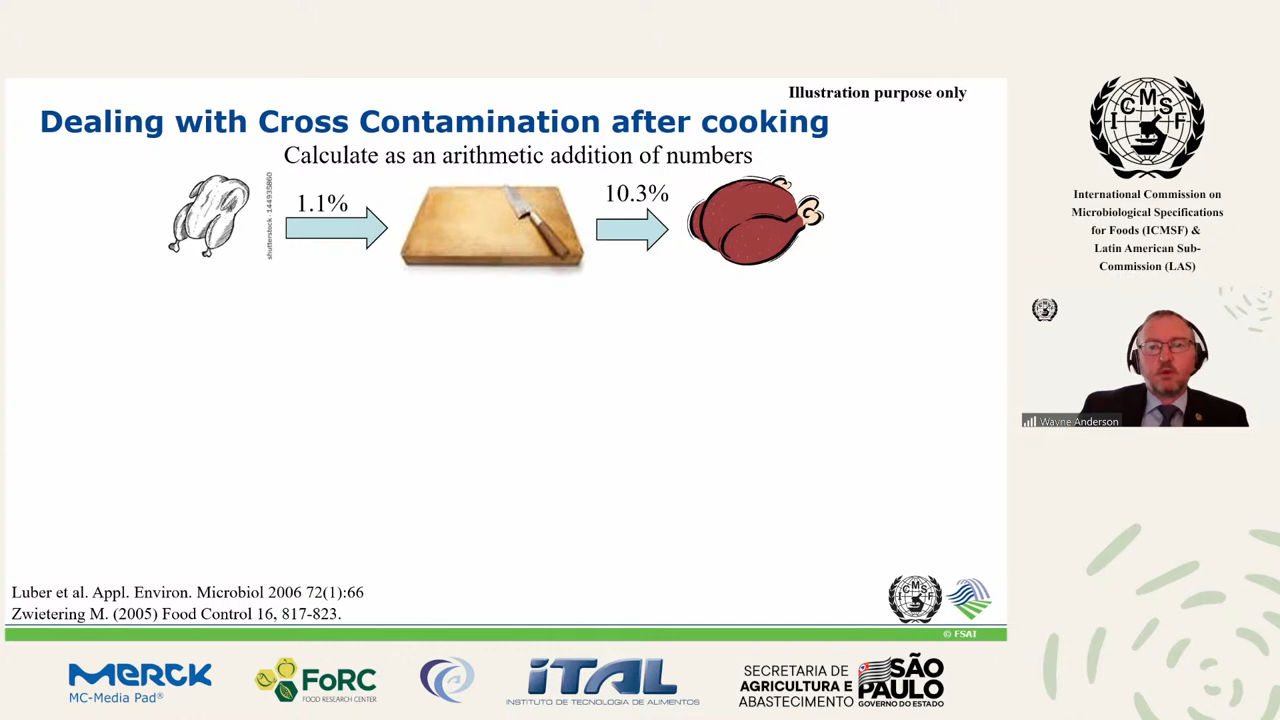 Illustration purpose only
Dealing with Cross Contamination after cooking
Calculate as an arithmetic addition of numbers
shutterstock · 144935860
1.1%
10.3%
Luber et al. Appl. Environ. Microbiol 2006 72(1):66
Zwietering M. (2005) Food Control 16, 817-823.
ICMSF
© FSAI
ICMSF
International Commission on
Microbiological Specifications
for Foods (ICMSF) &
Latin American Sub-
Commission (LAS)
Wayne Anderson
MERCK
MC-Media Pad®
FoRC
FOOD RESEARCH CENTER
iTAL
INSTITUTO DE TECNOLOGIA DE ALIMENTOS
SECRETARIA DE
AGRICULTURA E
ABASTECIMENTO
SÃO
PAULO
GOVERNO DO ESTADO